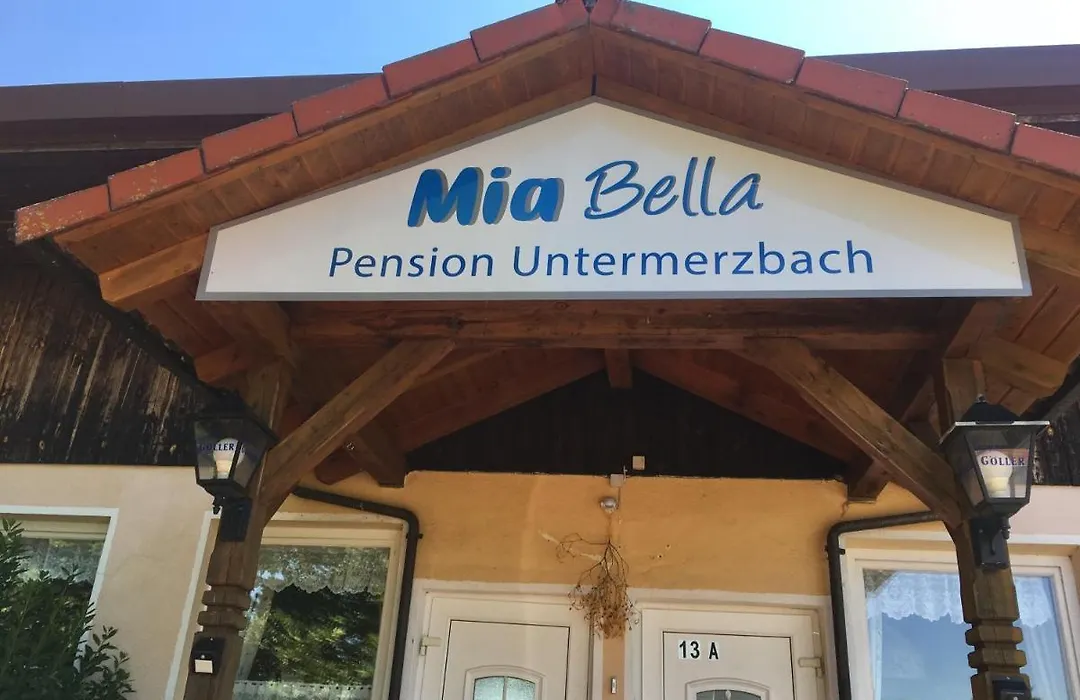 Mia Bella
Pension Untermerzbach
GÖLLER
GÖLLER
13 A